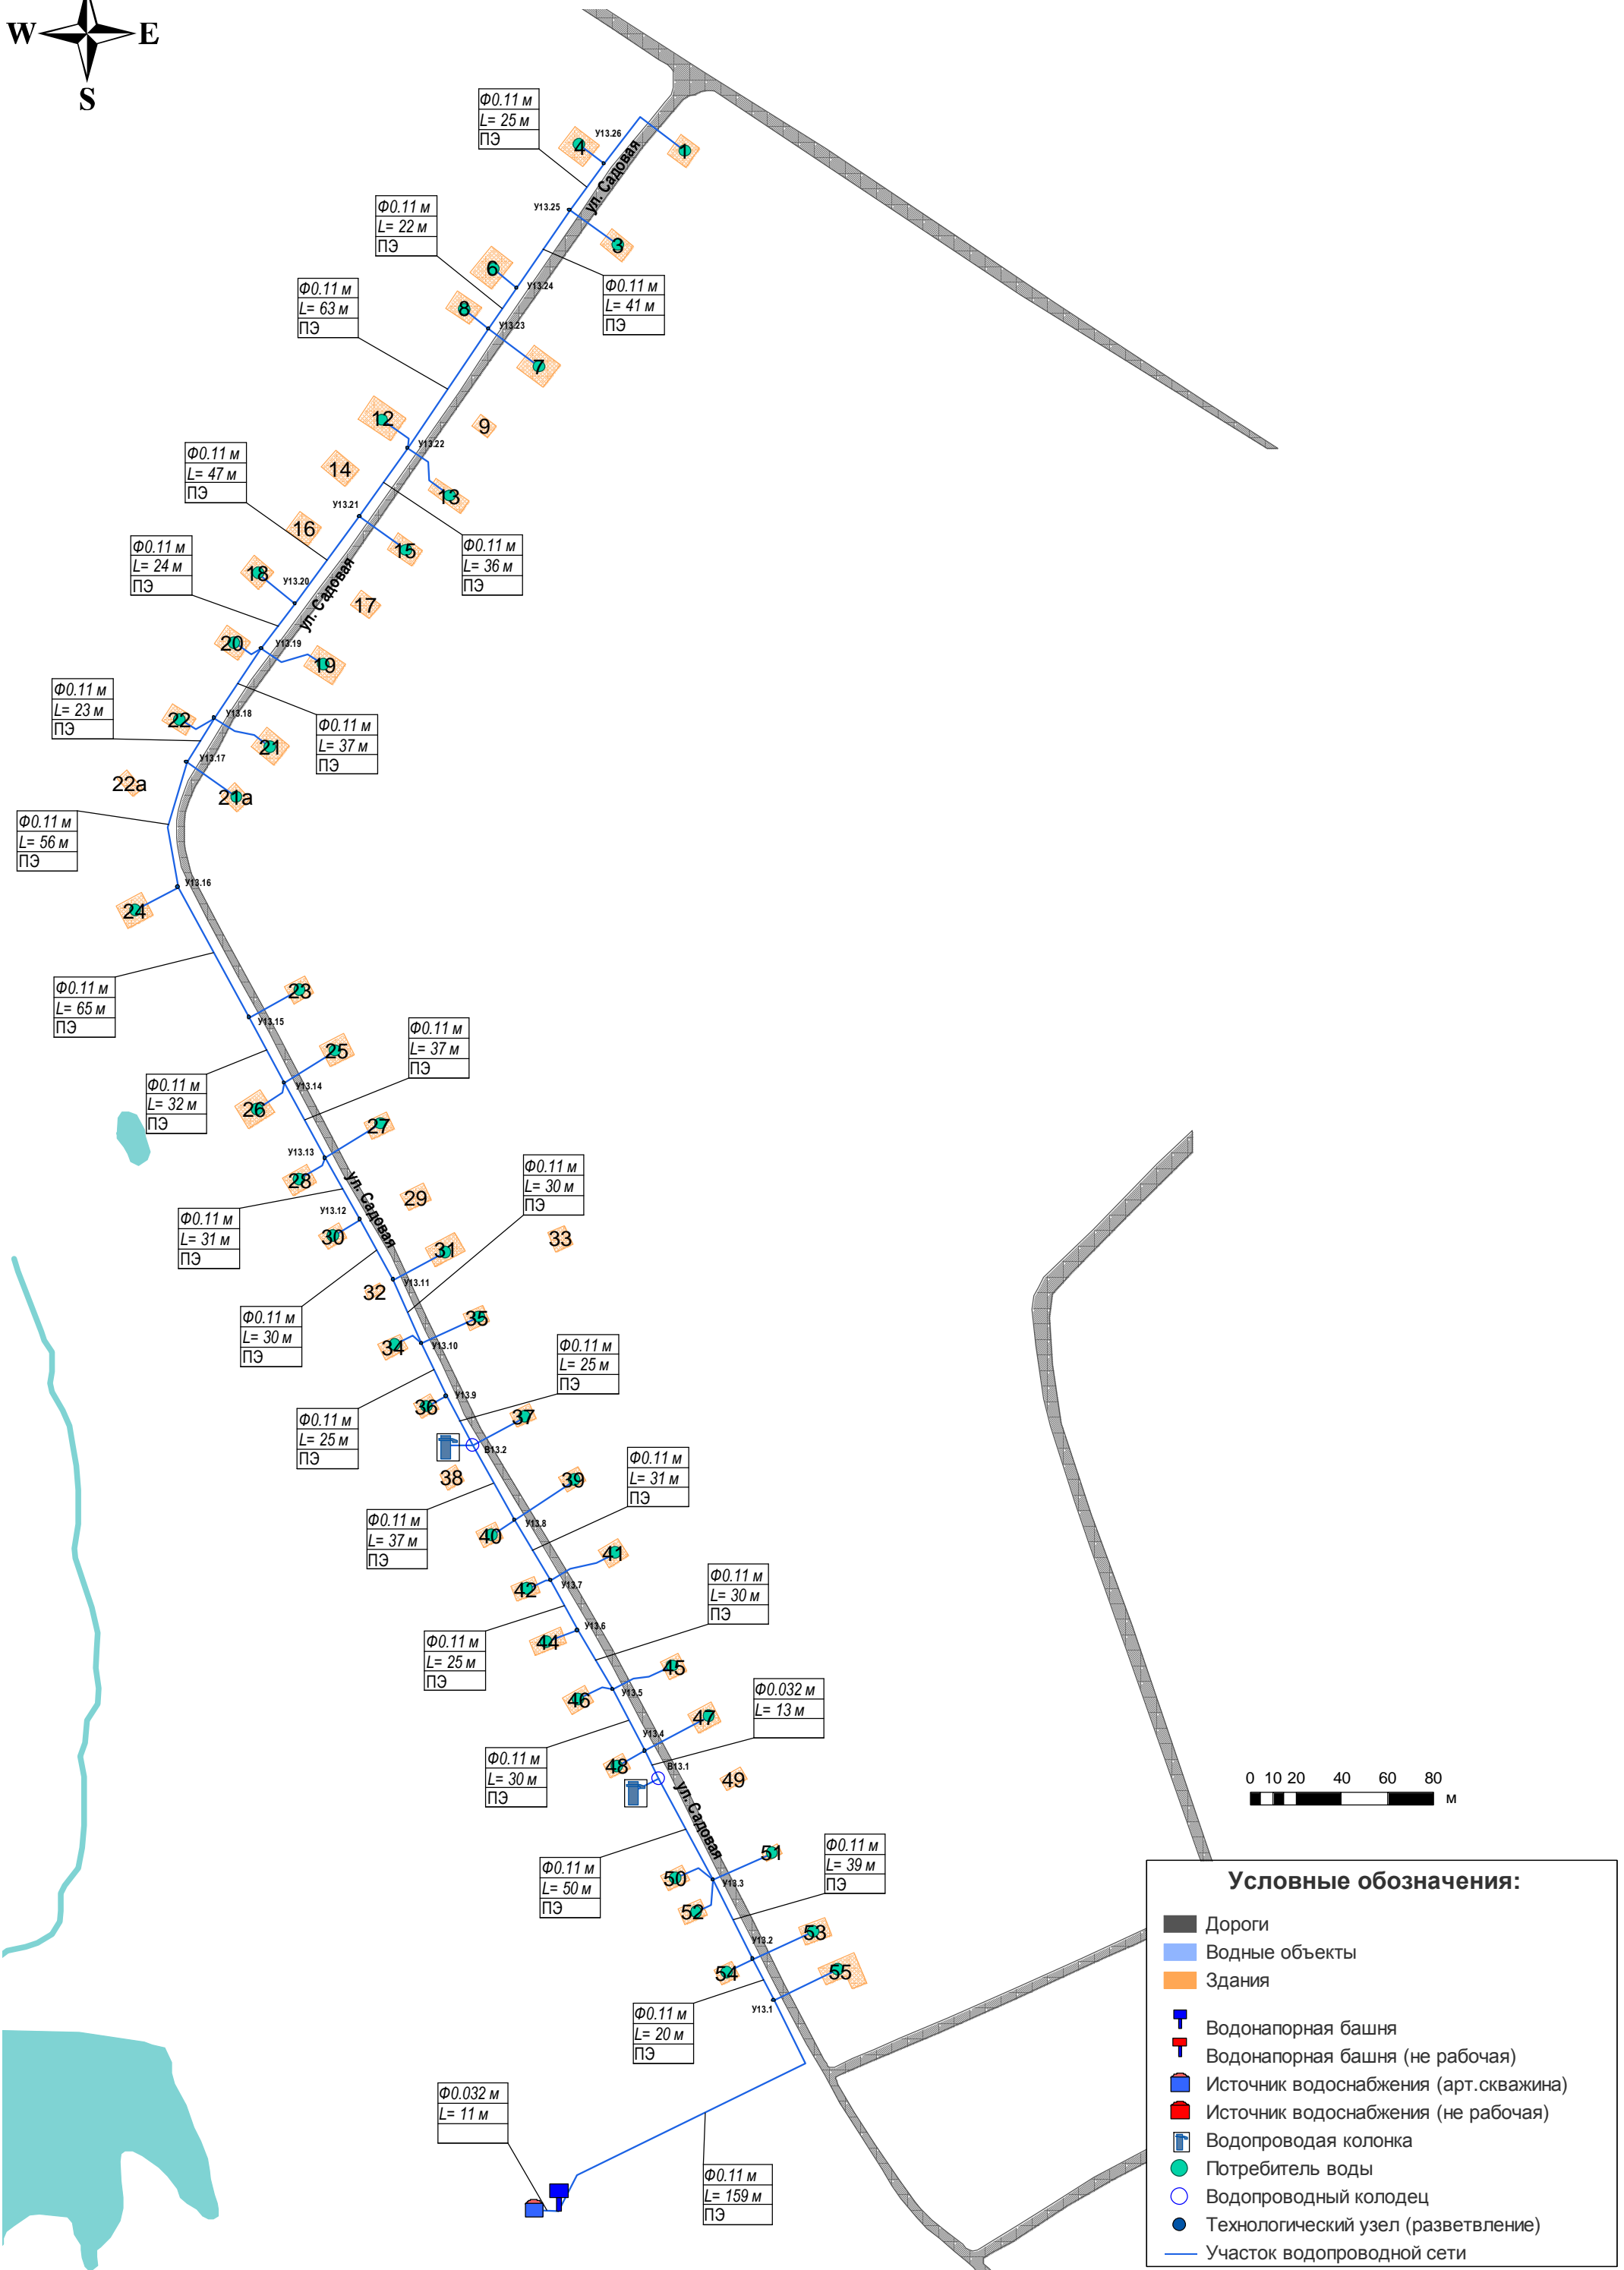 W
E
S
Ф0.11 м
L= 25 м
ПЭ
У13.26
4
1
ул. Садовая
У13.25
3
Ф0.11 м
L= 22 м
ПЭ
6
У13.24
Ф0.11 м
L= 41 м
ПЭ
Ф0.11 м
L= 63 м
ПЭ
8
У13.23
7
12
9
У13.22
Ф0.11 м
L= 47 м
ПЭ
14
13
У13.21
16
15
Ф0.11 м
L= 36 м
ПЭ
Ф0.11 м
L= 24 м
ПЭ
18
У13.20
ул. Садовая
17
20
У13.19
19
Ф0.11 м
L= 23 м
ПЭ
22
У13.18
21
Ф0.11 м
L= 37 м
ПЭ
У13.17
22а
21а
Ф0.11 м
L= 56 м
ПЭ
У13.16
24
Ф0.11 м
L= 65 м
ПЭ
23
У13.15
Ф0.11 м
L= 37 м
ПЭ
25
Ф0.11 м
L= 32 м
ПЭ
У13.14
26
27
У13.13
28
ул. Садовая
29
Ф0.11 м
L= 30 м
ПЭ
Ф0.11 м
L= 31 м
ПЭ
У13.12
30
31
33
У13.11
32
Ф0.11 м
L= 30 м
ПЭ
35
34
У13.10
Ф0.11 м
L= 25 м
ПЭ
У13.9
36
37
Ф0.11 м
L= 25 м
ПЭ
В13.2
38
39
Ф0.11 м
L= 31 м
ПЭ
Ф0.11 м
L= 37 м
ПЭ
У13.8
40
41
42
У13.7
Ф0.11 м
L= 30 м
ПЭ
У13.6
44
Ф0.11 м
L= 25 м
ПЭ
45
46
У13.5
Ф0.032 м
L= 13 м
47
У13.4
48
В13.1
49
Ф0.11 м
L= 30 м
ПЭ
ул. Садовая
0 10 20 40 60 80 м
Ф0.11 м
L= 39 м
ПЭ
Ф0.11 м
L= 50 м
ПЭ
51
50
У13.3
52
53
У13.2
54
55
У13.1
Ф0.11 м
L= 20 м
ПЭ
Ф0.032 м
L= 11 м
Ф0.11 м
L= 159 м
ПЭ
Условные обозначения:
Дороги
Водные объекты
Здания
Водонапорная башня
Водонапорная башня (не рабочая)
Источник водоснабжения (арт.скважина)
Источник водоснабжения (не рабочая)
Водопроводая колонка
Потребитель воды
Водопроводный колодец
Технологический узел (разветвление)
Участок водопроводной сети